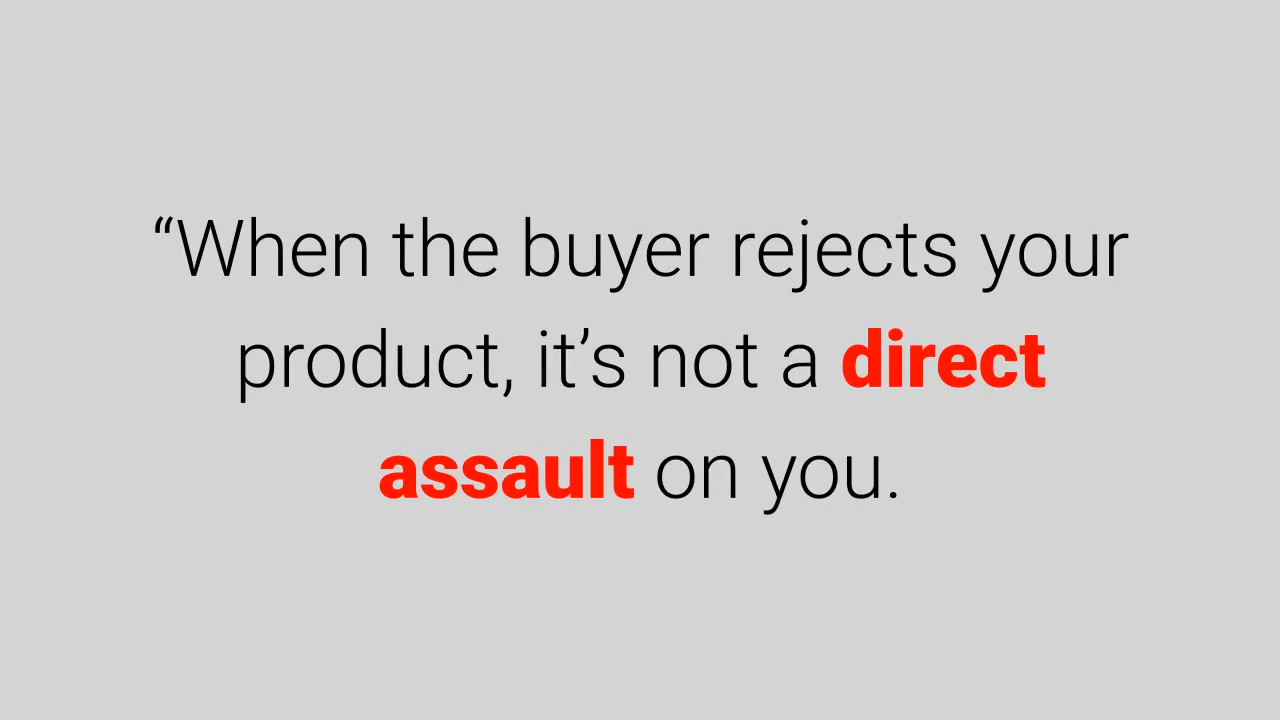 “When the buyer rejects your
product, it’s not a direct
assault on you.